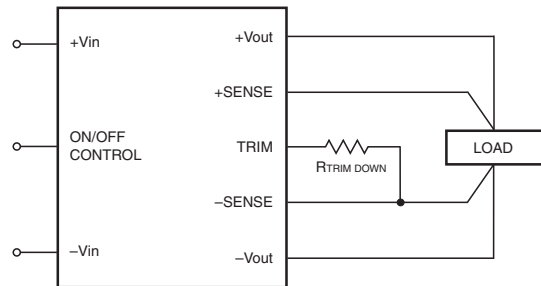 +Vin
ON/OFF
CONTROL
–Vin
+Vout
+SENSE
TRIM
–SENSE
–Vout
RTRIM DOWN
LOAD